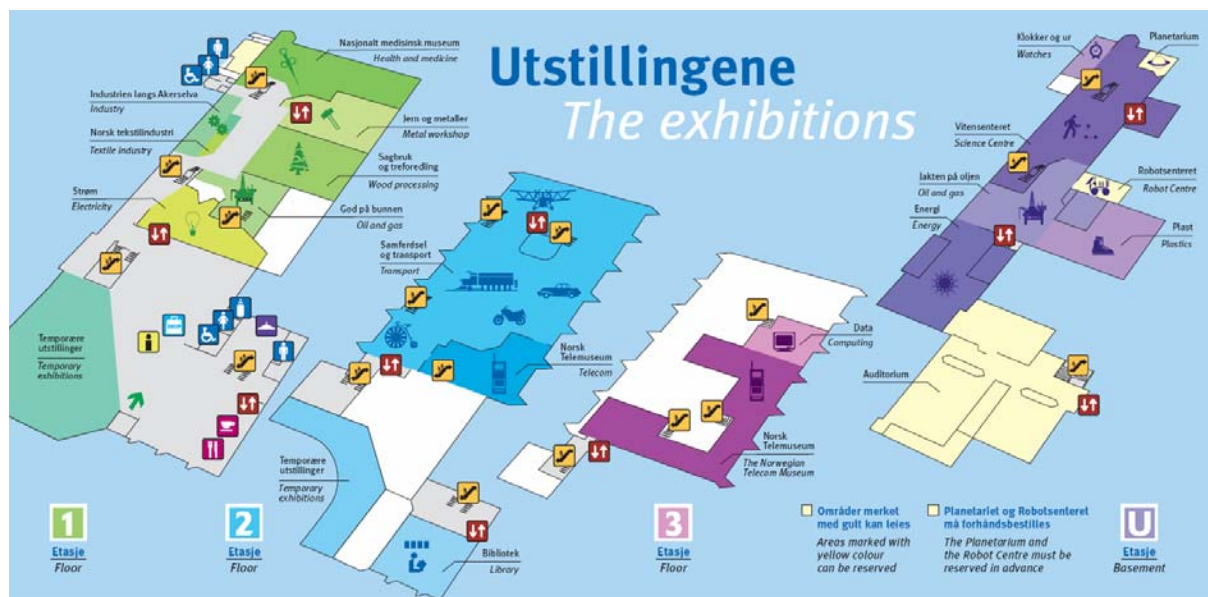 Utstillingene
The exhibitions
Nasjonalt medisinsk museum
Health and medicine
Industrien langs Akerselva
Industry
Jern og metaller
Metal workshop
Norsk tekstilindustri
Textile industry
Sagbruk
og treforedling
Wood processing
Strøm
Electricity
God på bunnen
Oil and gas
Temporære
utstillinger
Temporary
exhibitions
1
Etasje
Floor
Samferdsel
og transport
Transport
Norsk
Telemuseum
Telecom
Temporære
utstillinger
Temporary
exhibitions
Bibliotek
Library
2
Etasje
Floor
Data
Computing
Norsk
Telemuseum
The Norwegian
Telecom Museum
3
Etasje
Floor
Klokker og ur
Watches
Planetarium
Vitensenteret
Science Centre
Jakten på oljen
Oil and gas
Robotsenteret
Robot Centre
Energi
Energy
Plast
Plastics
Auditorium
Områder merket
med gult kan leies
Areas marked with
yellow colour
can be reserved
Planetariet og Robotsenteret
må forhåndsbestilles
The Planetarium and
the Robot Centre must be
reserved in advance
U
Etasje
Basement